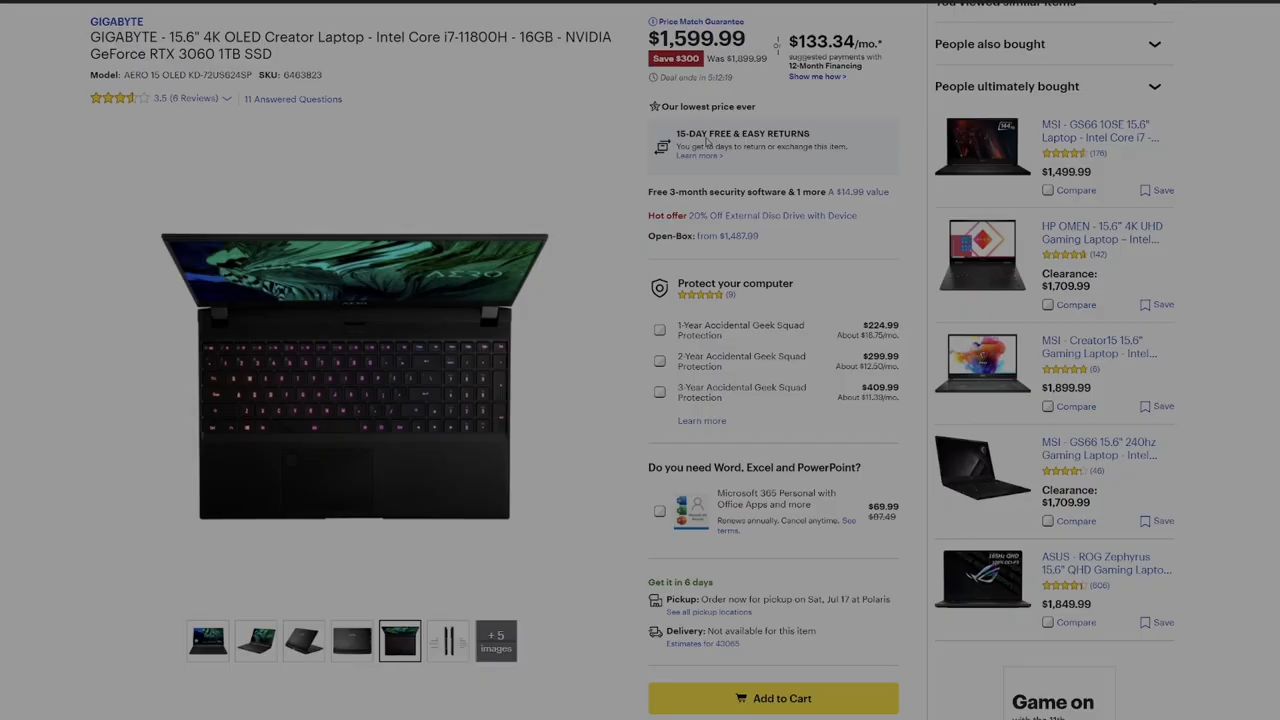 GIGABYTE
GIGABYTE - 15.6" 4K OLED Creator Laptop - Intel Core i7-11800H - 16GB - NVIDIA
GeForce RTX 3060 1TB SSD
Model: AERO 15 OLED KD-72US624SP SKU: 6463823
3.5 (6 Reviews) 11 Answered Questions
AERO
+ 5
images
Price Match Guarantee
$1,599.99
Save $300 Was $1,899.99
Deal ends in 5:12:19
or
$133.34/mo.*
suggested payments with
12-Month Financing
Show me how >
Our lowest price ever
15-DAY FREE & EASY RETURNS
You get 15 days to return or exchange this item.
Learn more >
Free 3-month security software & 1 more A $14.99 value
Hot offer 20% Off External Disc Drive with Device
Open-Box: from $1,487.99
Protect your computer
(9)
1-Year Accidental Geek Squad
Protection
$224.99
About $18.75/mo.
2-Year Accidental Geek Squad
Protection
$299.99
About $12.50/mo.
3-Year Accidental Geek Squad
Protection
$409.99
About $11.39/mo.
Learn more
Do you need Word, Excel and PowerPoint?
Microsoft 365 Personal with
Office Apps and more
Renews annually. Cancel anytime. See
terms.
$69.99
$87.49
Get it in 6 days
Pickup: Order now for pickup on Sat, Jul 17 at Polaris
See all pickup locations
Delivery: Not available for this item
Estimates for 43065
Add to Cart
You viewed similar items
People also bought
People ultimately bought
MSI - GS66 10SE 15.6"
Laptop - Intel Core i7 -...
(176)
$1,499.99
Compare Save
HP OMEN - 15.6" 4K UHD
Gaming Laptop – Intel...
(142)
Clearance:
$1,709.99
Compare Save
MSI - Creator15 15.6"
Gaming Laptop - Intel...
(6)
$1,899.99
Compare Save
MSI - GS66 15.6" 240hz
Gaming Laptop - Intel...
(46)
Clearance:
$1,709.99
Compare Save
165Hz QHD
ASUS - ROG Zephyrus
15.6" QHD Gaming Lapto...
(606)
$1,849.99
Compare Save
Game on
with the 11th